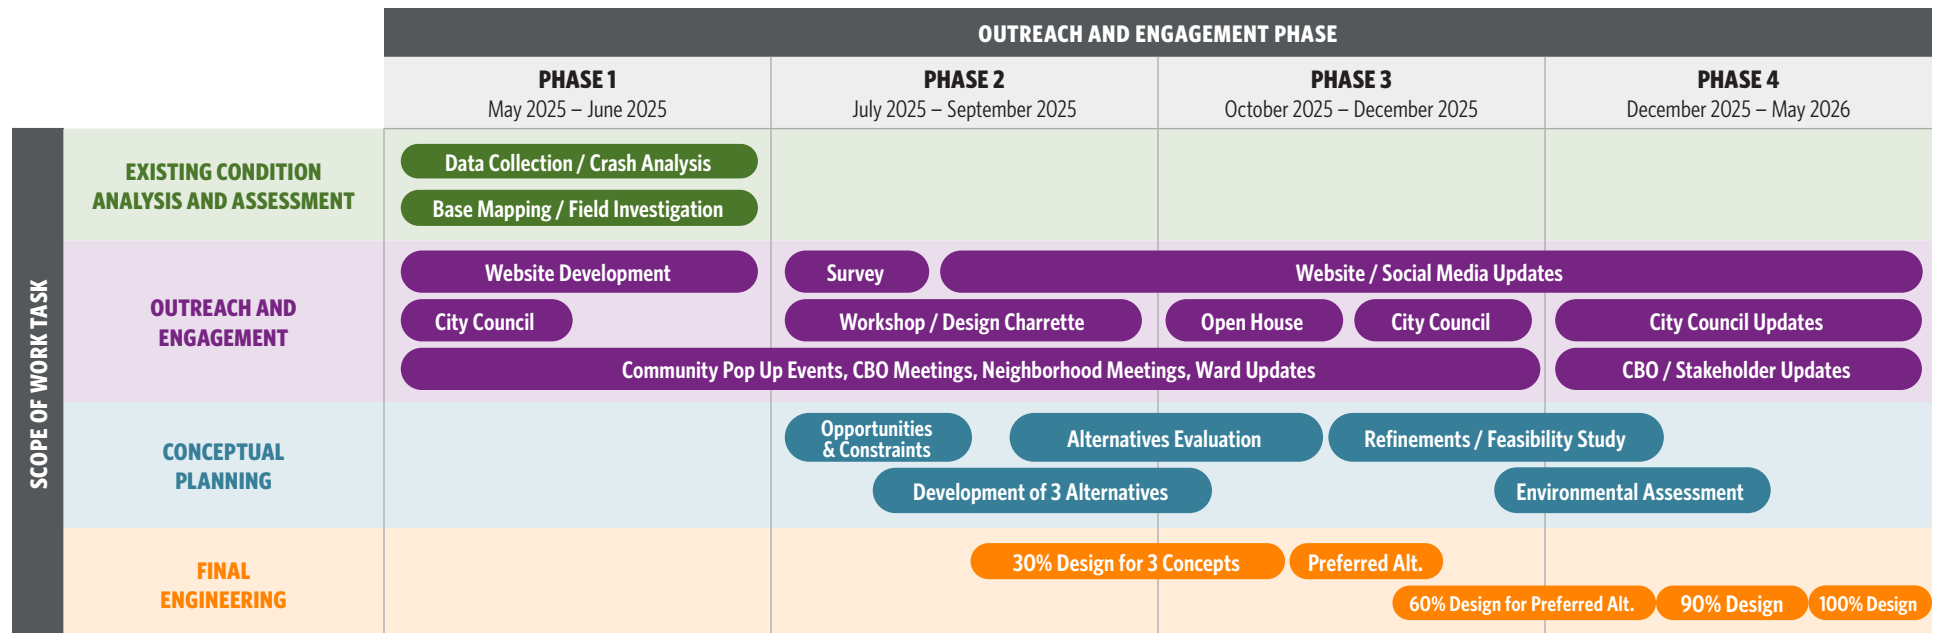 OUTREACH AND ENGAGEMENT PHASE
PHASE 1
May 2025 – June 2025
PHASE 2
July 2025 – September 2025
PHASE 3
October 2025 – December 2025
PHASE 4
December 2025 – May 2026
SCOPE OF WORK TASK
EXISTING CONDITION
ANALYSIS AND ASSESSMENT
Data Collection / Crash Analysis
Base Mapping / Field Investigation
OUTREACH AND
ENGAGEMENT
Website Development
Survey
Website / Social Media Updates
City Council
Workshop / Design Charrette
Open House
City Council
City Council Updates
Community Pop Up Events, CBO Meetings, Neighborhood Meetings, Ward Updates
CBO / Stakeholder Updates
CONCEPTUAL
PLANNING
Opportunities
& Constraints
Alternatives Evaluation
Refinements / Feasibility Study
Development of 3 Alternatives
Environmental Assessment
FINAL
ENGINEERING
30% Design for 3 Concepts
Preferred Alt.
60% Design for Preferred Alt.
90% Design
100% Design